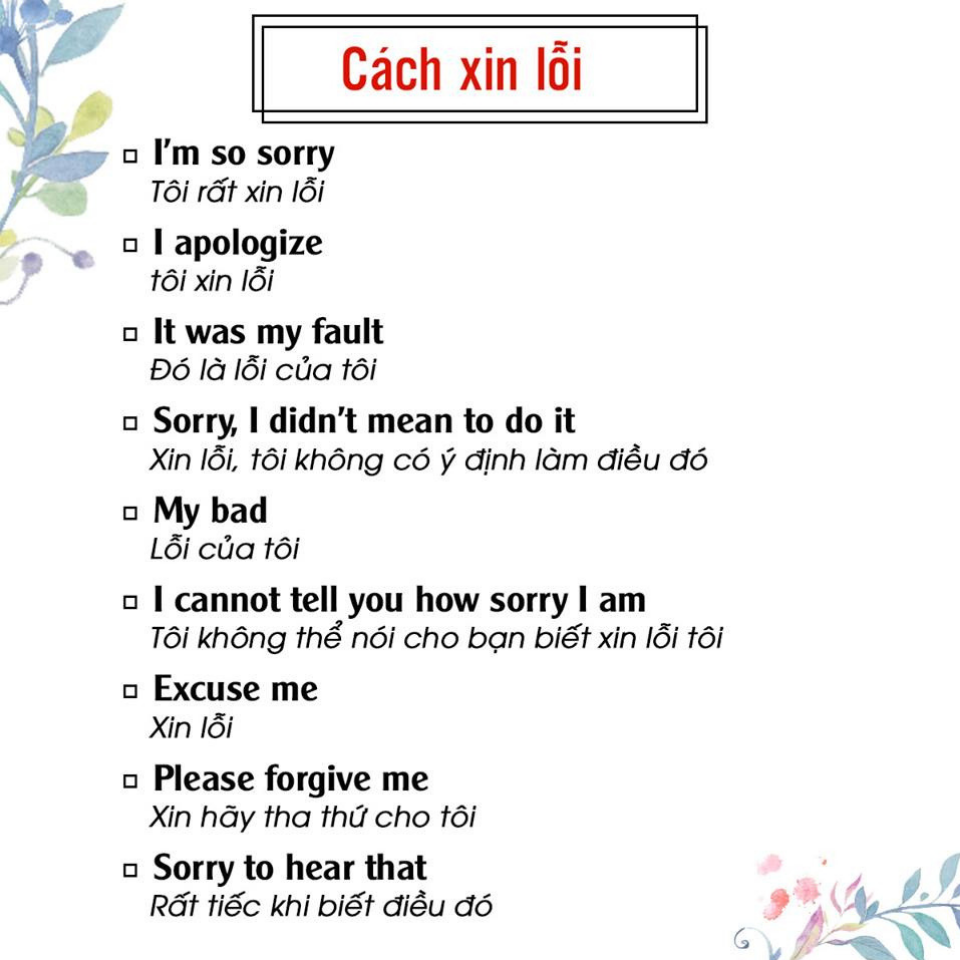 Cách xin lỗi
I'm so sorry
Tôi rất xin lỗi
I apologize
tôi xin lỗi
It was my fault
Đó là lỗi của tôi
Sorry, I didn't mean to do it
Xin lỗi, tôi không có ý định làm điều đó
My bad
Lỗi của tôi
I cannot tell you how sorry I am
Tôi không thể nói cho bạn biết xin lỗi tôi
Excuse me
Xin lỗi
Please forgive me
Xin hãy tha thứ cho tôi
Sorry to hear that
Rất tiếc khi biết điều đó